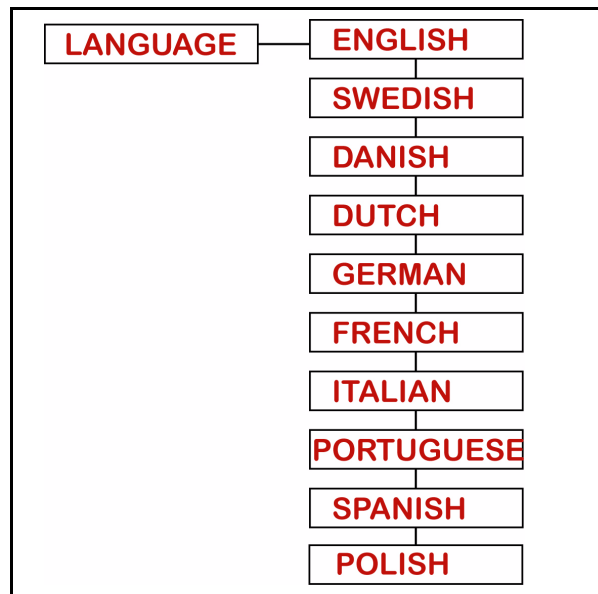 LANGUAGE
ENGLISH
SWEDISH
DANISH
DUTCH
GERMAN
FRENCH
ITALIAN
PORTUGUESE
SPANISH
POLISH